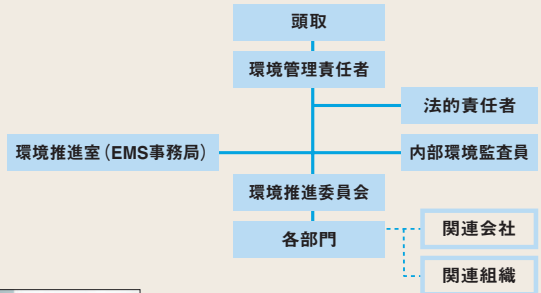 頭取
環境管理責任者
法的責任者
環境推進室（EMS事務局）
内部環境監査員
環境推進委員会
各部門
関連会社
関連組織